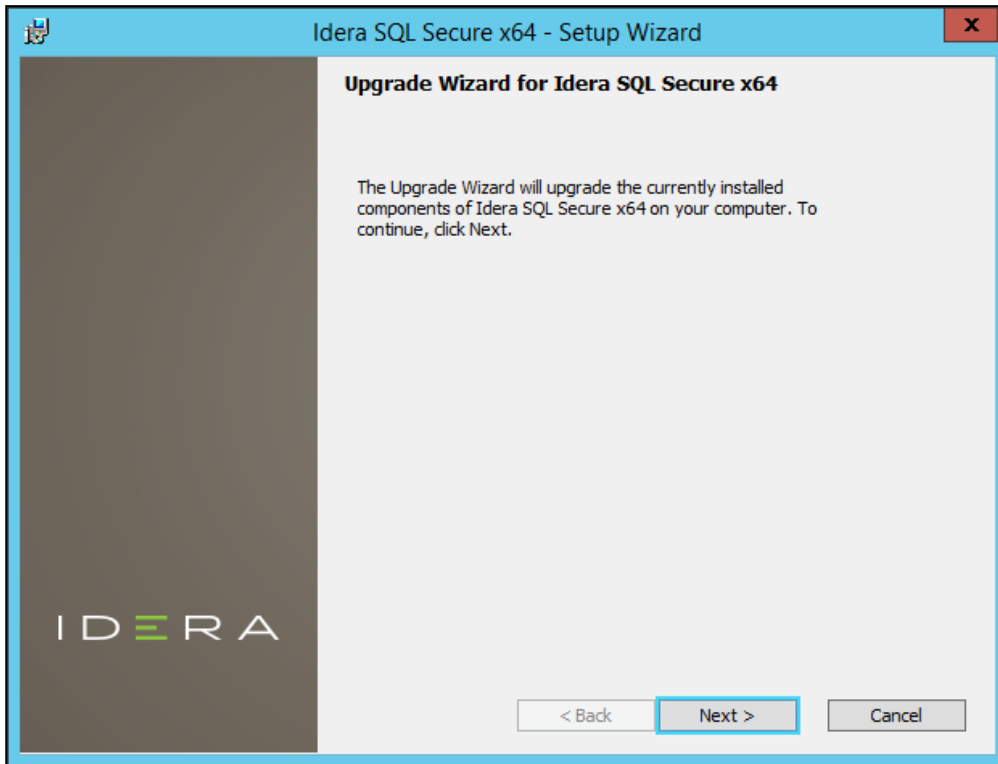 Idera SQL Secure x64 - Setup Wizard
x
Upgrade Wizard for Idera SQL Secure x64
The Upgrade Wizard will upgrade the currently installed
components of Idera SQL Secure x64 on your computer. To
continue, click Next.
IDERA
< Back
Next >
Cancel